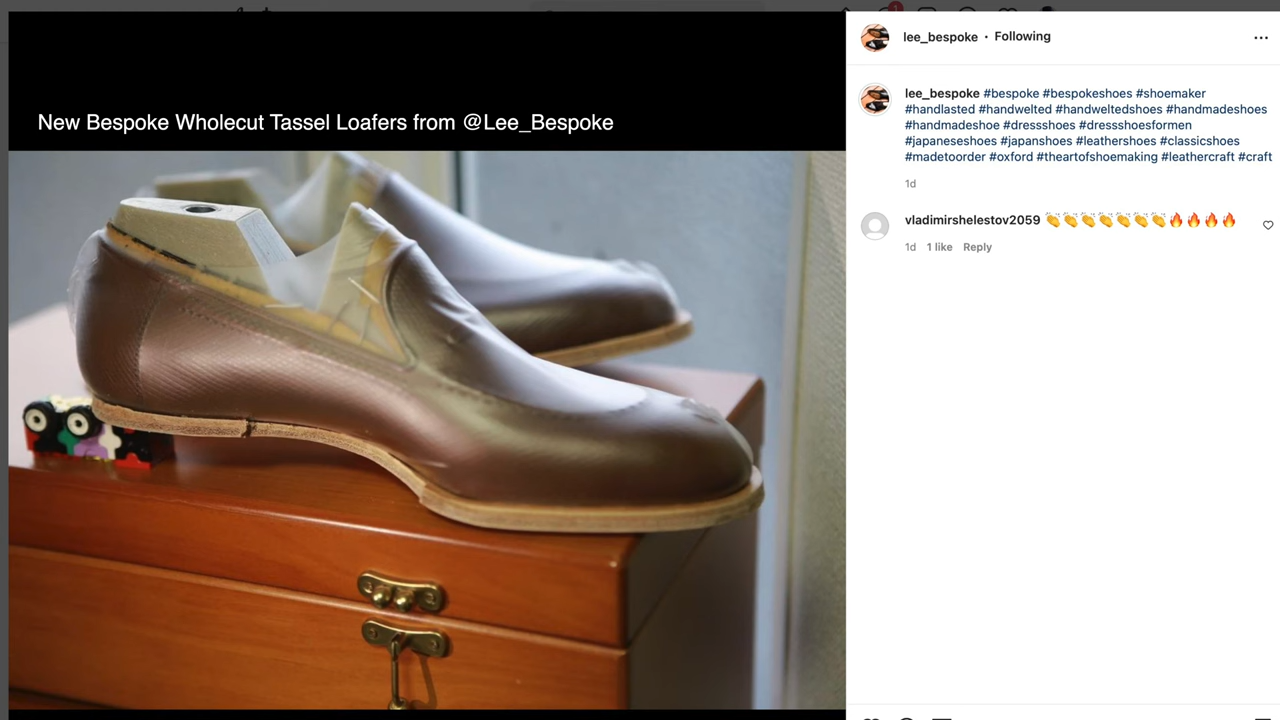 New Bespoke Wholecut Tassel Loafers from @Lee_Bespoke
lee_bespoke · Following
lee_bespoke #bespoke #bespokeshoes #shoemaker
#handlasted #handwelted #handweltedshoes #handmadeshoes
#handmadeshoe #dressshoes #dressshoesformen
#japaneseshoes #japanshoes #leathershoes #classicshoes
#madetoorder #oxford #theartofshoemaking #leathercraft #craft
1d
vladimirshelestov2059 👏👏👏👏👏👏👏🔥🔥🔥🔥
1d 1 like Reply